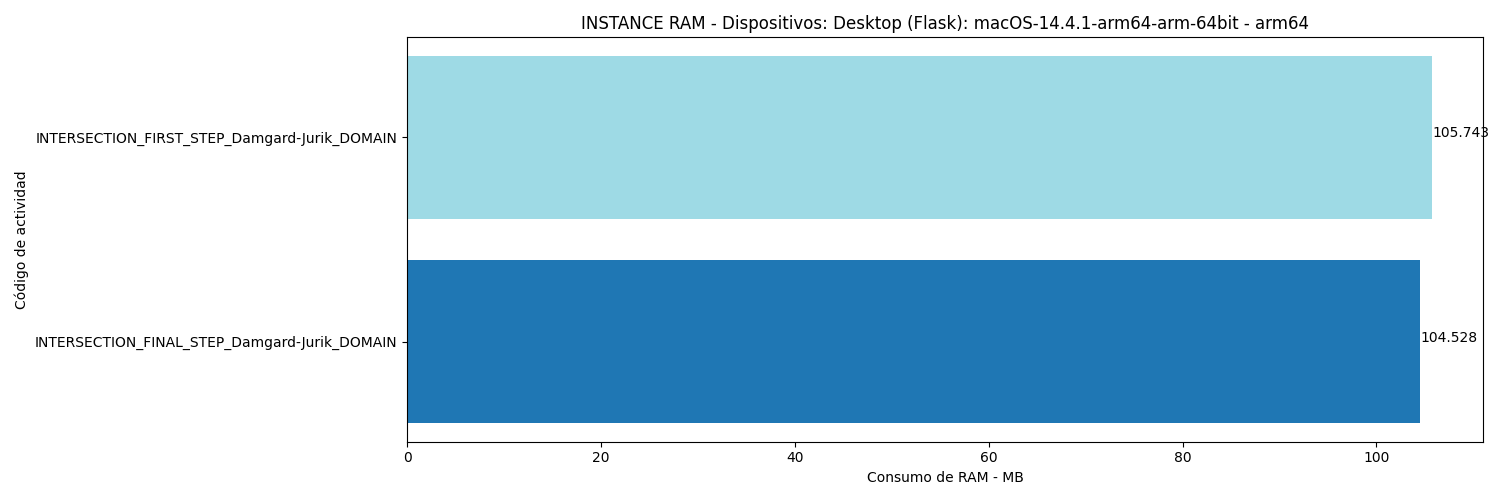 INSTANCE RAM - Dispositivos: Desktop (Flask): macOS-14.4.1-arm64-arm-64bit - arm64
Código de actividad
INTERSECTION_FIRST_STEP_Damgard-Jurik_DOMAIN
105.743
INTERSECTION_FINAL_STEP_Damgard-Jurik_DOMAIN
104.528
0 20 40 60 80 100
Consumo de RAM - MB